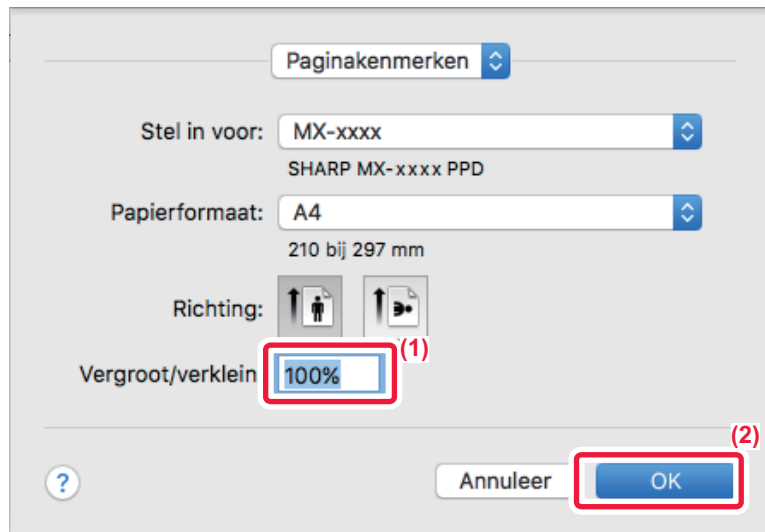 Paginakenmerken
Stel in voor: MX-xxxx
SHARP MX-xxxx PPD
Papierformaat: A4
210 bij 297 mm
Richting:
(1)
Vergroot/verklein 100%
(2)
? Annuleer OK